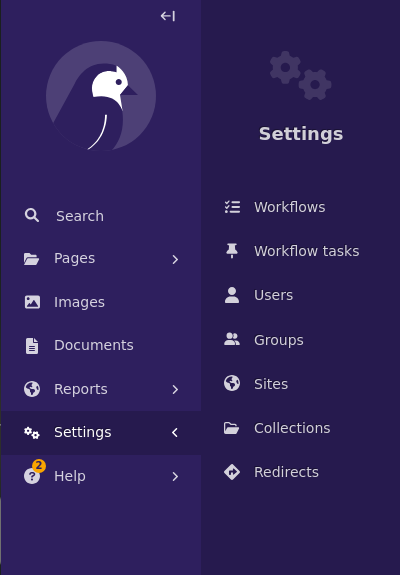 Search
Pages
Images
Documents
Reports
Settings
2
Help
Settings
Workflows
Workflow tasks
Users
Groups
Sites
Collections
Redirects